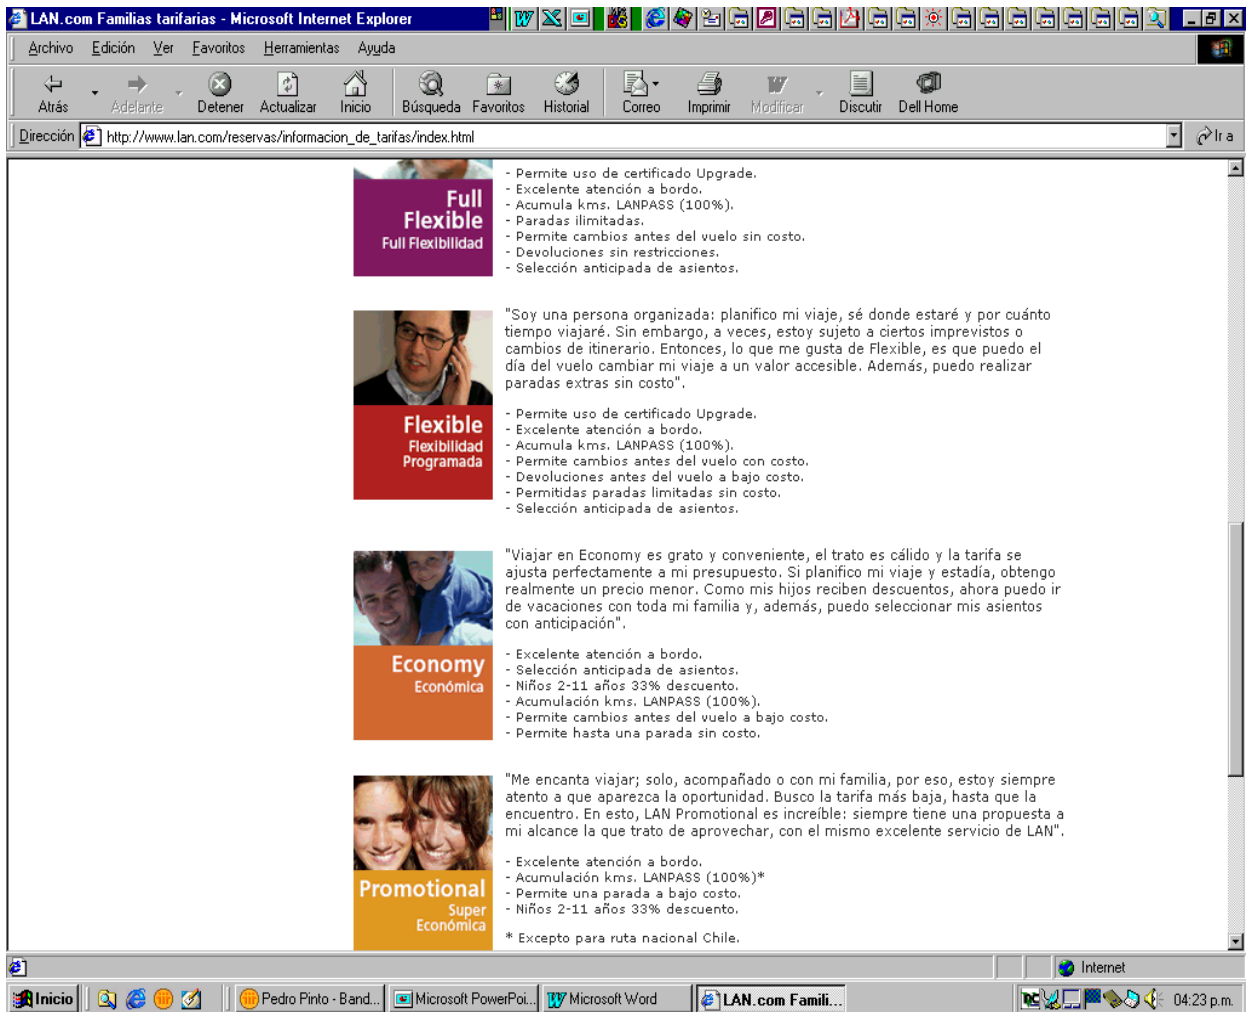 LAN.com Familias tarifarias - Microsoft Internet Explorer
Archivo Edición Ver Favoritos Herramientas Ayuda
Atrás Adelante Detener Actualizar Inicio Búsqueda Favoritos Historial Correo Imprimir Modificar Discutir Dell Home
Dirección http://www.lan.com/reservas/informacion_de_tarifas/index.html Ir a
Full
Flexible
Full Flexibilidad
- Permite uso de certificado Upgrade.
- Excelente atención a bordo.
- Acumula kms. LANPASS (100%).
- Paradas ilimitadas.
- Permite cambios antes del vuelo sin costo.
- Devoluciones sin restricciones.
- Selección anticipada de asientos.
Flexible
Flexibilidad
Programada
"Soy una persona organizada: planifico mi viaje, sé donde estaré y por cuánto
tiempo viajaré. Sin embargo, a veces, estoy sujeto a ciertos imprevistos o
cambios de itinerario. Entonces, lo que me gusta de Flexible, es que puedo el
día del vuelo cambiar mi viaje a un valor accesible. Además, puedo realizar
paradas extras sin costo".
- Permite uso de certificado Upgrade.
- Excelente atención a bordo.
- Acumula kms. LANPASS (100%).
- Permite cambios antes del vuelo con costo.
- Devoluciones antes del vuelo a bajo costo.
- Permitidas paradas limitadas sin costo.
- Selección anticipada de asientos.
Economy
Económica
"Viajar en Economy es grato y conveniente, el trato es cálido y la tarifa se
ajusta perfectamente a mi presupuesto. Si planifico mi viaje y estadía, obtengo
realmente un precio menor. Como mis hijos reciben descuentos, ahora puedo ir
de vacaciones con toda mi familia y, además, puedo seleccionar mis asientos
con anticipación".
- Excelente atención a bordo.
- Selección anticipada de asientos.
- Niños 2-11 años 33% descuento.
- Acumulación kms. LANPASS (100%).
- Permite cambios antes del vuelo a bajo costo.
- Permite hasta una parada sin costo.
Promotional
Super
Económica
"Me encanta viajar; solo, acompañado o con mi familia, por eso, estoy siempre
atento a que aparezca la oportunidad. Busco la tarifa más baja, hasta que la
encuentro. En esto, LAN Promotional es increíble: siempre tiene una propuesta a
mi alcance la que trato de aprovechar, con el mismo excelente servicio de LAN".
- Excelente atención a bordo.
- Acumulación kms. LANPASS (100%)*
- Permite una parada a bajo costo.
- Niños 2-11 años 33% descuento.
* Excepto para ruta nacional Chile.
Internet
Inicio Pedro Pinto - Band... Microsoft PowerPoi... Microsoft Word LAN.com Famili... 04:23 p.m.